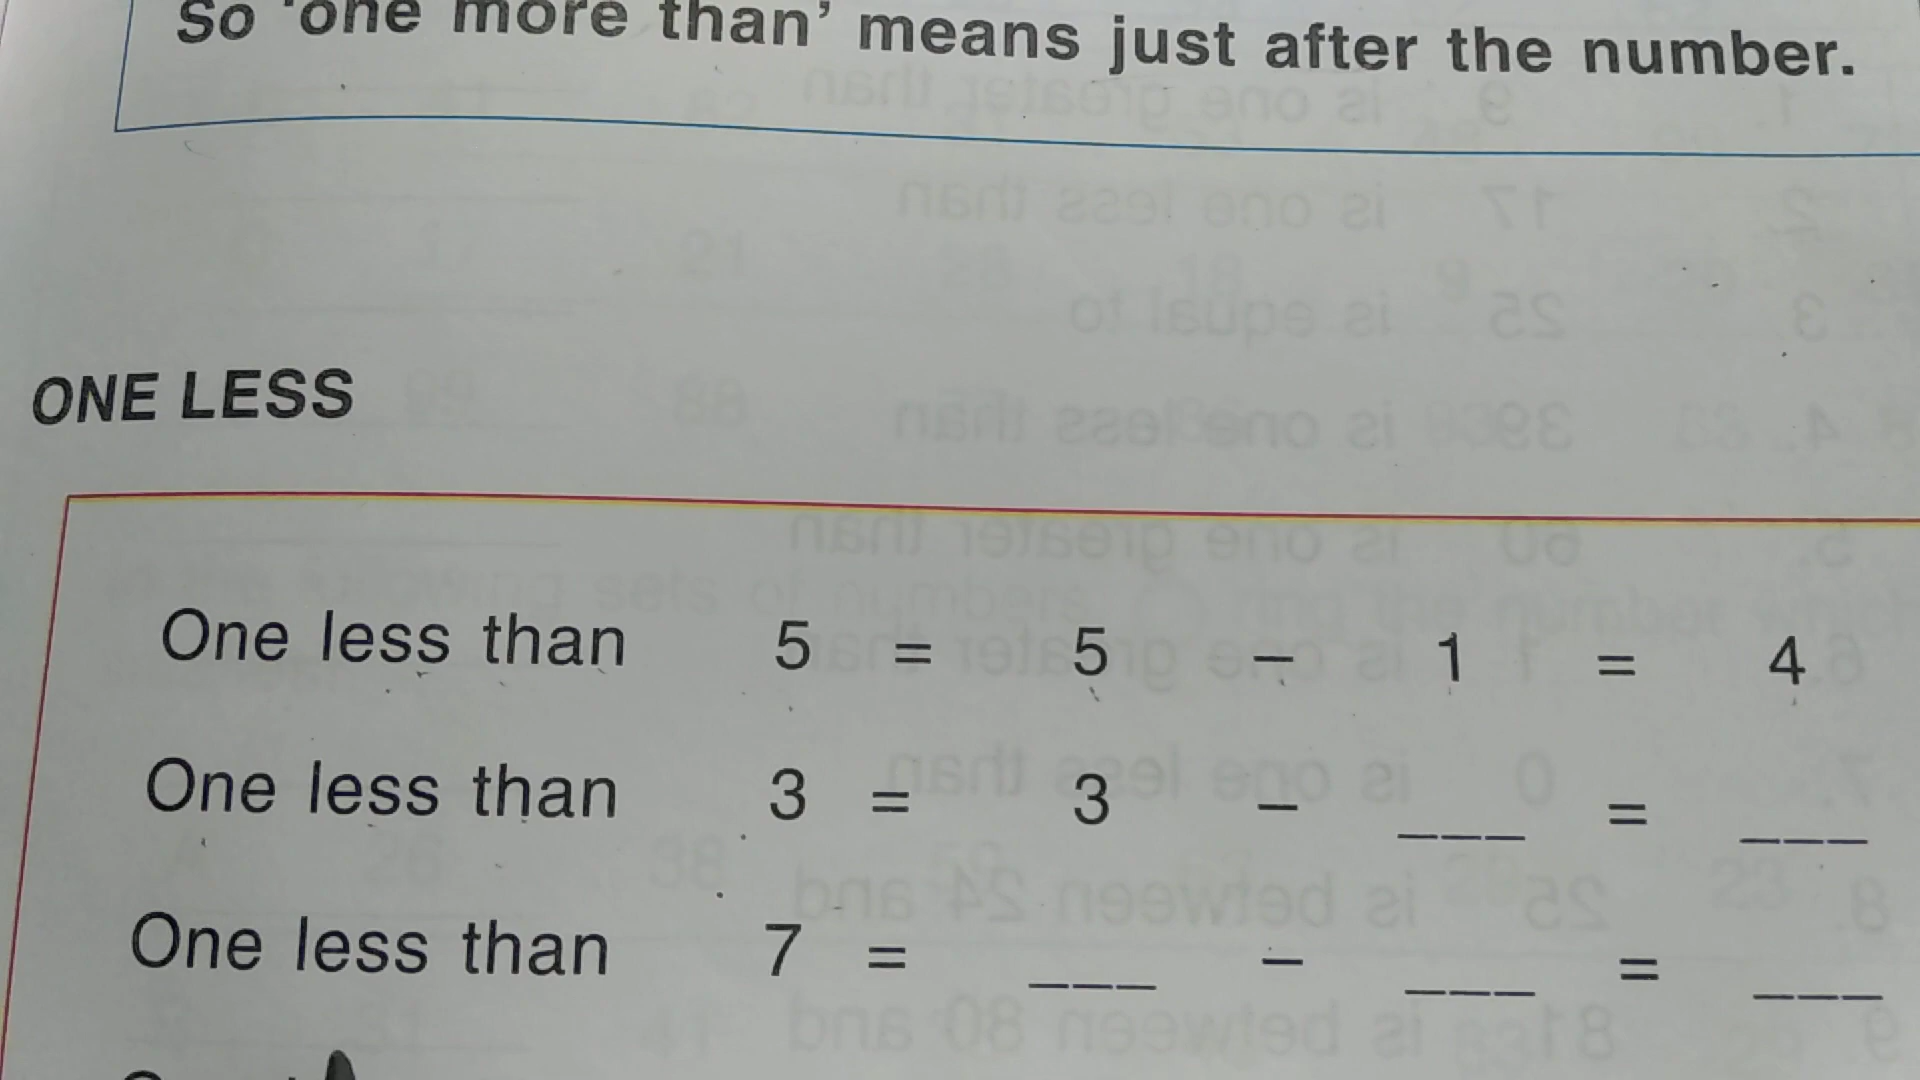 So 'one more than' means just after the number.
ONE LESS
One less than 5 = 5 – 1 = 4
One less than 3 = 3 – ___ = ___
One less than 7 = ___ – ___ = ___